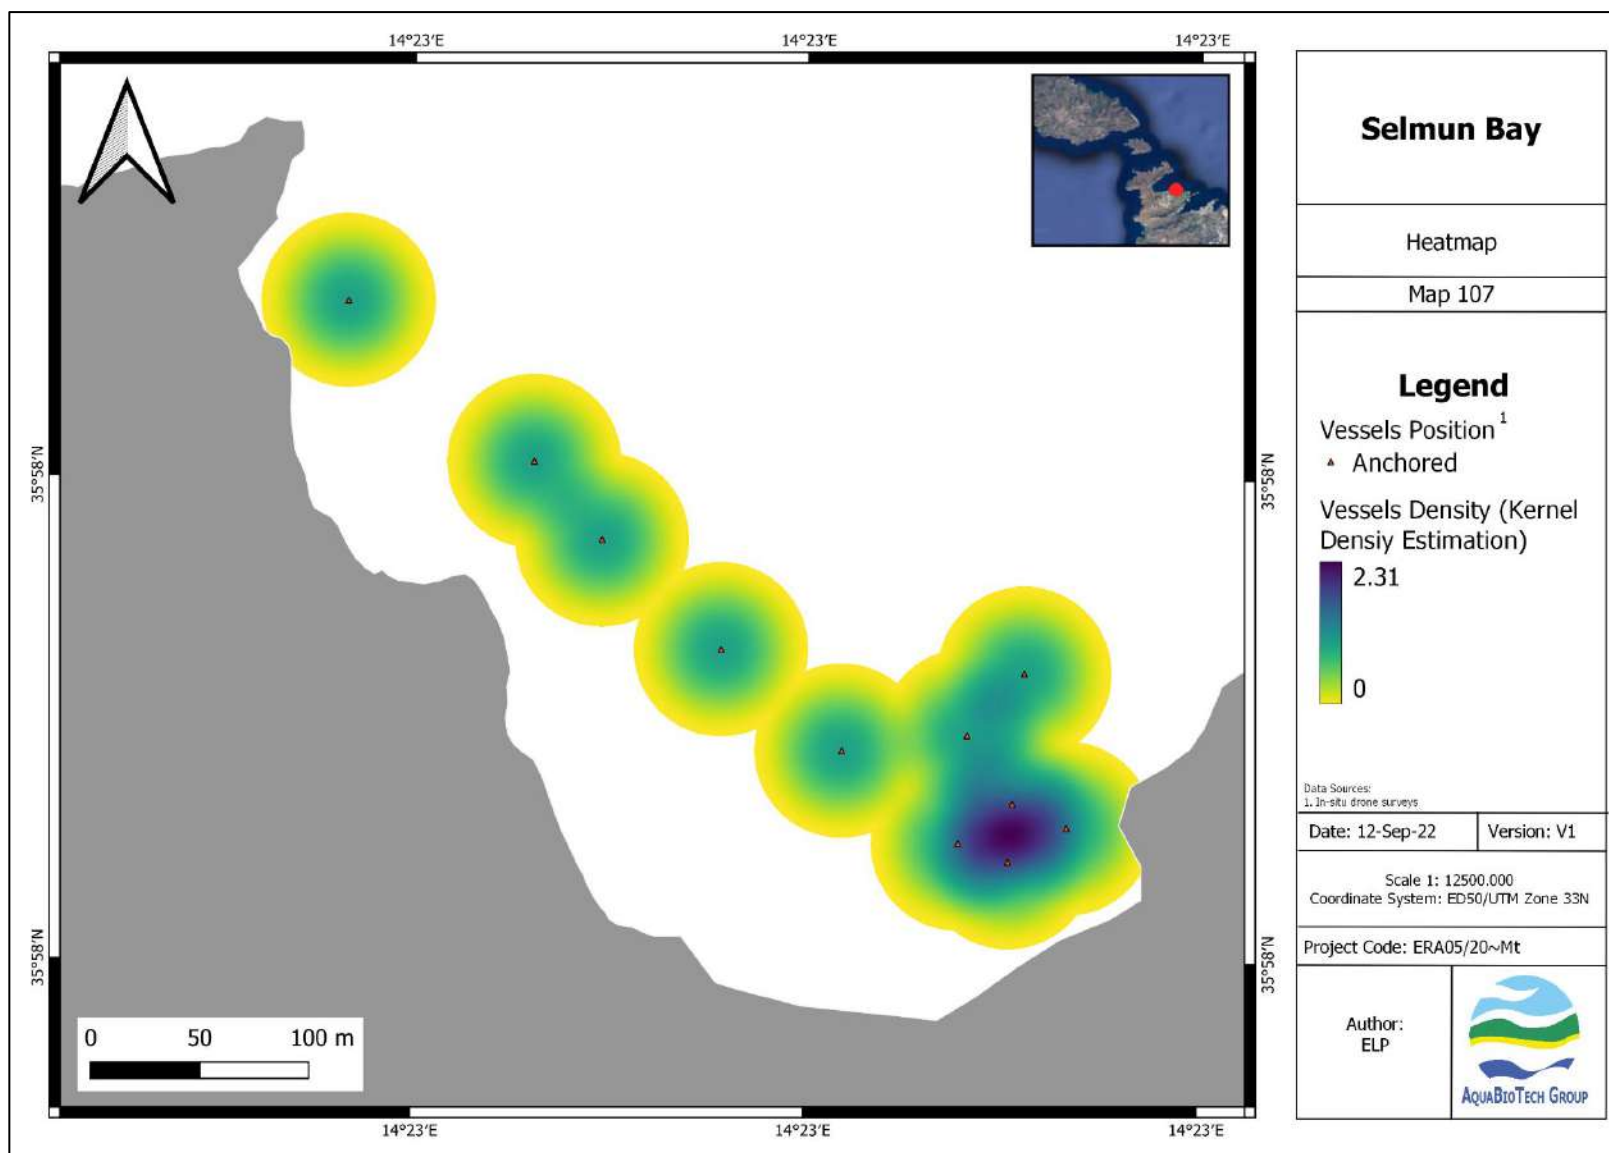 14°23'E 14°23'E 14°23'E
35°58'N 35°58'N
35°58'N 35°58'N
0 50 100 m
14°23'E 14°23'E 14°23'E
Selmun Bay
Heatmap
Map 107
Legend
Vessels Position 1
Anchored
Vessels Density (Kernel
Densiy Estimation)
2.31
0
Data Sources:
1. In-situ drone surveys
Date: 12-Sep-22 Version: V1
Scale 1: 12500.000
Coordinate System: ED50/UTM Zone 33N
Project Code: ERA05/20~Mt
Author:
ELP
AQUABIOTECH GROUP